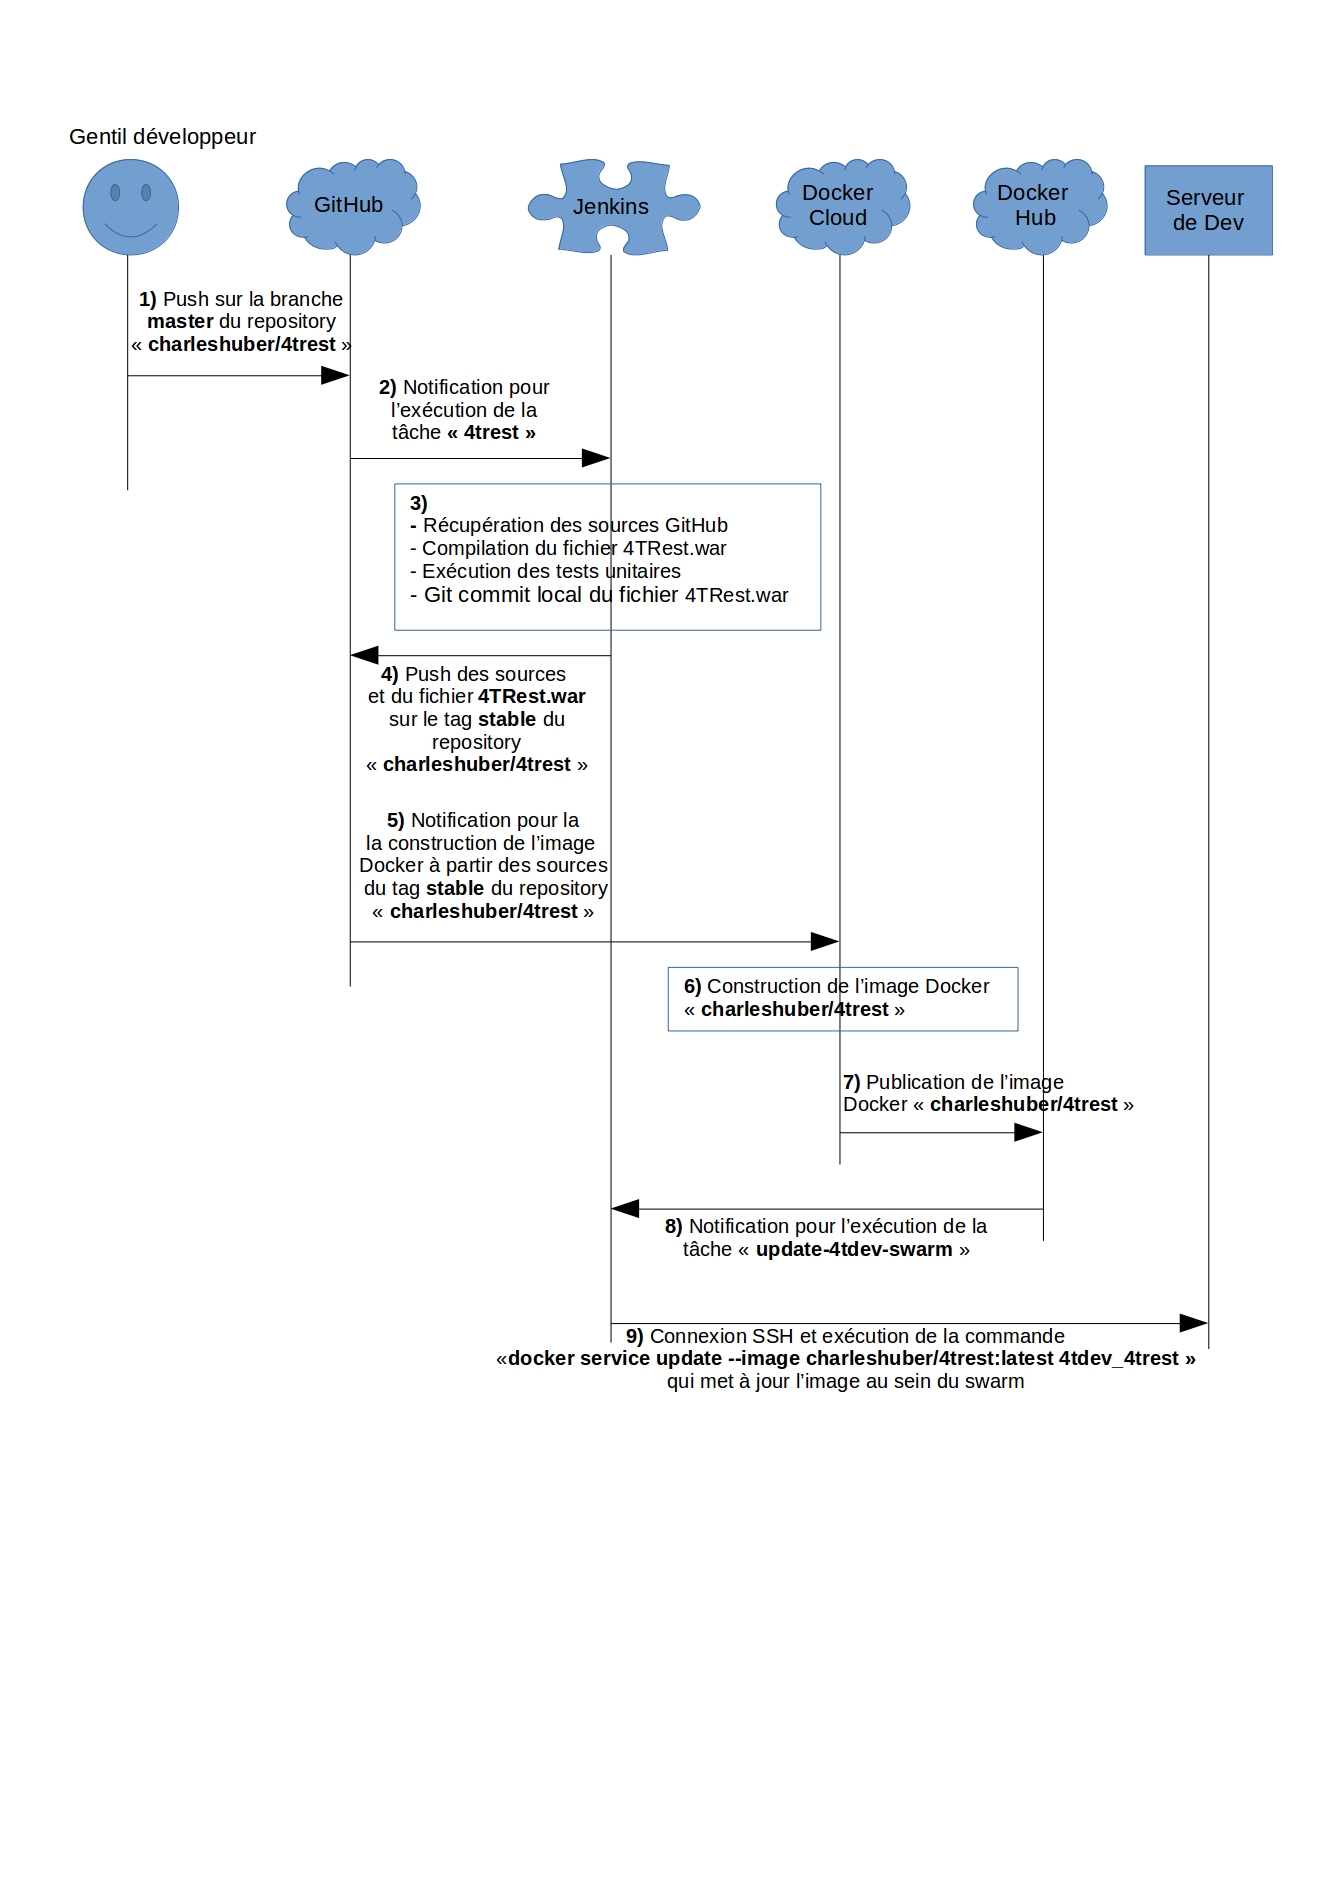 Gentil développeur
GitHub
Jenkins
Docker
Cloud
Docker
Hub
Serveur
de Dev
1) Push sur la branche
master du repository
« charleshuber/4trest »
2) Notification pour
l’exécution de la
tâche « 4trest »
3)
- Récupération des sources GitHub
- Compilation du fichier 4TRest.war
- Exécution des tests unitaires
- Git commit local du fichier 4TRest.war
4) Push des sources
et du fichier 4TRest.war
sur le tag stable du
repository
« charleshuber/4trest »
5) Notification pour la
la construction de l’image
Docker à partir des sources
du tag stable du repository
« charleshuber/4trest »
6) Construction de l’image Docker
« charleshuber/4trest »
7) Publication de l’image
Docker « charleshuber/4trest »
8) Notification pour l’exécution de la
tâche « update-4tdev-swarm »
9) Connexion SSH et exécution de la commande
«docker service update --image charleshuber/4trest:latest 4tdev_4trest »
qui met à jour l’image au sein du swarm